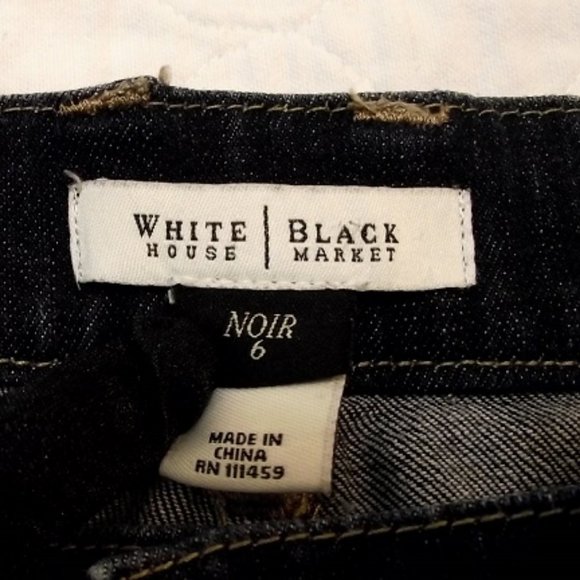 WHITE | BLACK
HOUSE | MARKET
NOIR
6
MADE IN
CHINA
RN 111459